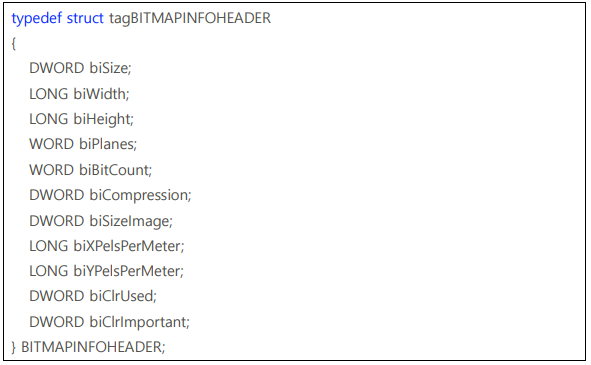 typedef struct tagBITMAPINFOHEADER
{
DWORD biSize;
LONG biWidth;
LONG biHeight;
WORD biPlanes;
WORD biBitCount;
DWORD biCompression;
DWORD biSizeImage;
LONG biXPelsPerMeter;
LONG biYPelsPerMeter;
DWORD biClrUsed;
DWORD biClrImportant;
} BITMAPINFOHEADER;